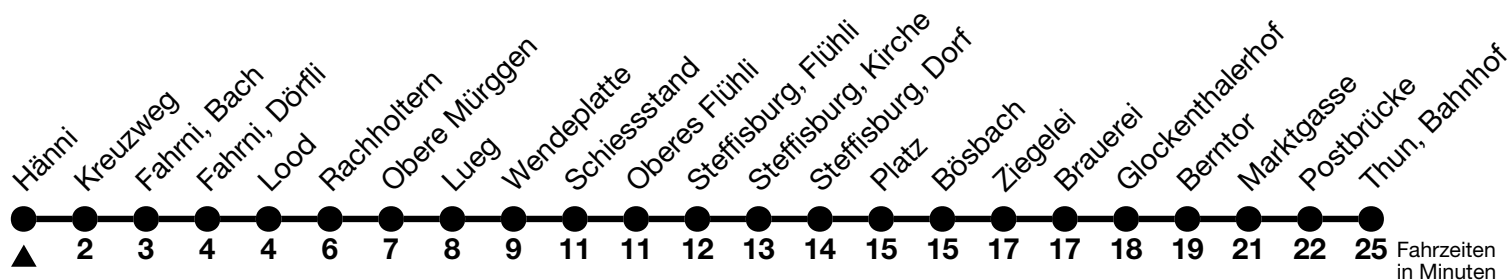 Hänni
Kreuzweg
Fahrni, Bach
Fahrni, Dörfli
Lood
Rachholtern
Obere Mürggen
Lueg
Wendeplatte
Schiessstand
Oberes Flühli
Steffisburg, Flühli
Steffisburg, Kirche
Steffisburg, Dorf
Platz
Bösbach
Ziegelei
Brauerei
Glockenthalerhof
Berntor
Marktgasse
Postbrücke
Thun, Bahnhof
2 3 4 4 6 7 8 9 11 11 12 13 14 15 15 17 17 18 19 21 22 25 Fahrzeiten
in Minuten